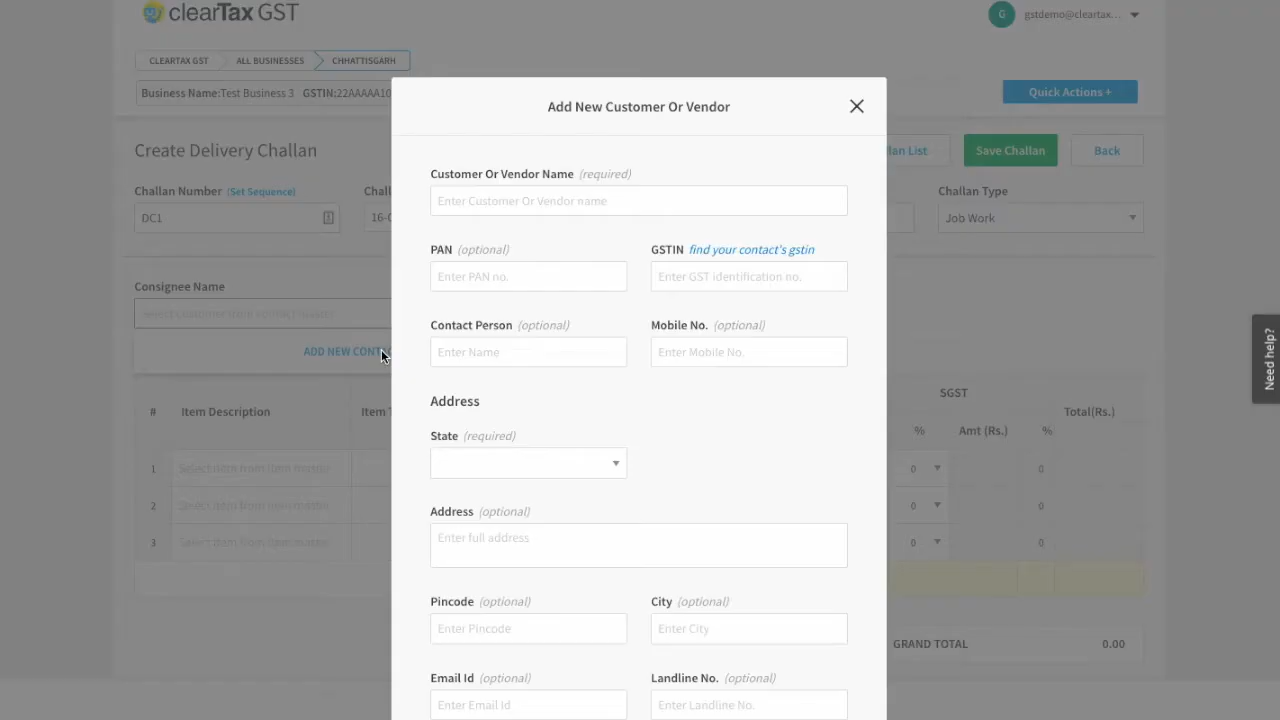 clearTax GST
G gstdemo@cleartax...
CLEARTAX GST ALL BUSINESSES CHHATTISGARH
Business Name:Test Business 3 GSTIN:22AAAAA10
Quick Actions +
Add New Customer Or Vendor
Create Delivery Challan
lan List Save Challan Back
Customer Or Vendor Name (required)
Enter Customer Or Vendor name
Challan Number (Set Sequence) Chall
Challan Type
DC1 16-0
Job Work
PAN (optional) GSTIN find your contact's gstin
Enter PAN no. Enter GST identification no.
Consignee Name
Select Customer from contact master
Contact Person (optional) Mobile No. (optional)
Enter Name Enter Mobile No.
ADD NEW CONT
Need help?
Address
# Item Description Item T
SGST
Total(Rs.)
% Amt (Rs.) %
State (required)
1 Select item from item master 0 0
2 Select item from item master 0 0
3 Select item from item master 0 0
Address (optional)
Enter full address
Pincode (optional) City (optional)
Enter Pincode Enter City
GRAND TOTAL 0.00
Email Id (optional) Landline No. (optional)
Enter Email Id Enter Landline No.